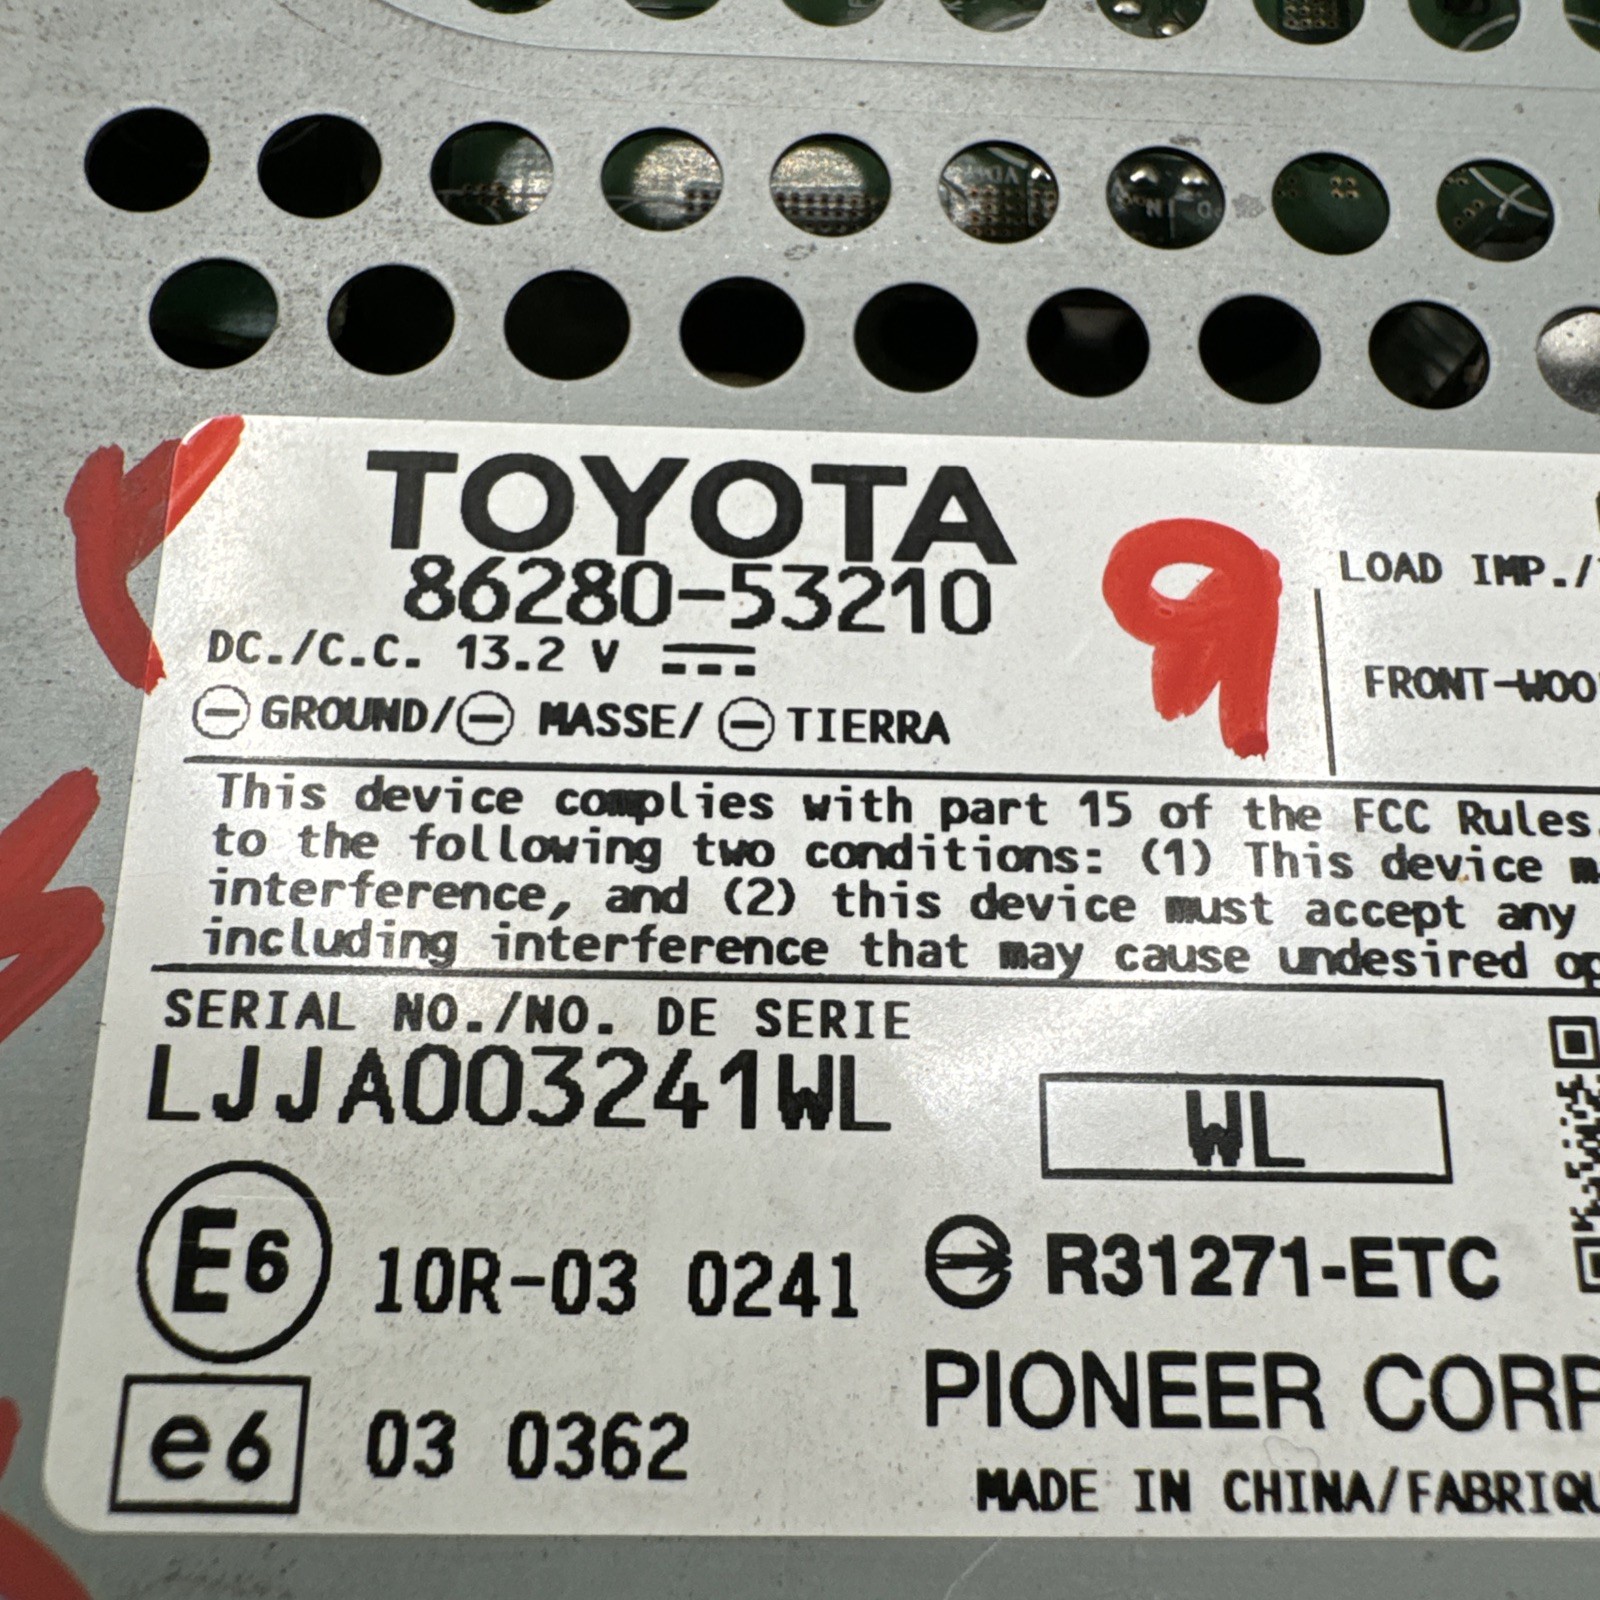 TOYOTA
86280-53210
DC./C.C. 13.2 V
GROUND/ MASSE/ TIERRA
LOAD IMP./
FRONT-WOO
This device complies with part 15 of the FCC Rules.
to the following two conditions: (1) This device m
interference, and (2) this device must accept any
including interference that may cause undesired op
SERIAL NO./NO. DE SERIE
LJJA003241WL
WL
E6 10R-03 0241
R31271-ETC
e6 03 0362
PIONEER CORP
MADE IN CHINA/FABRIQU